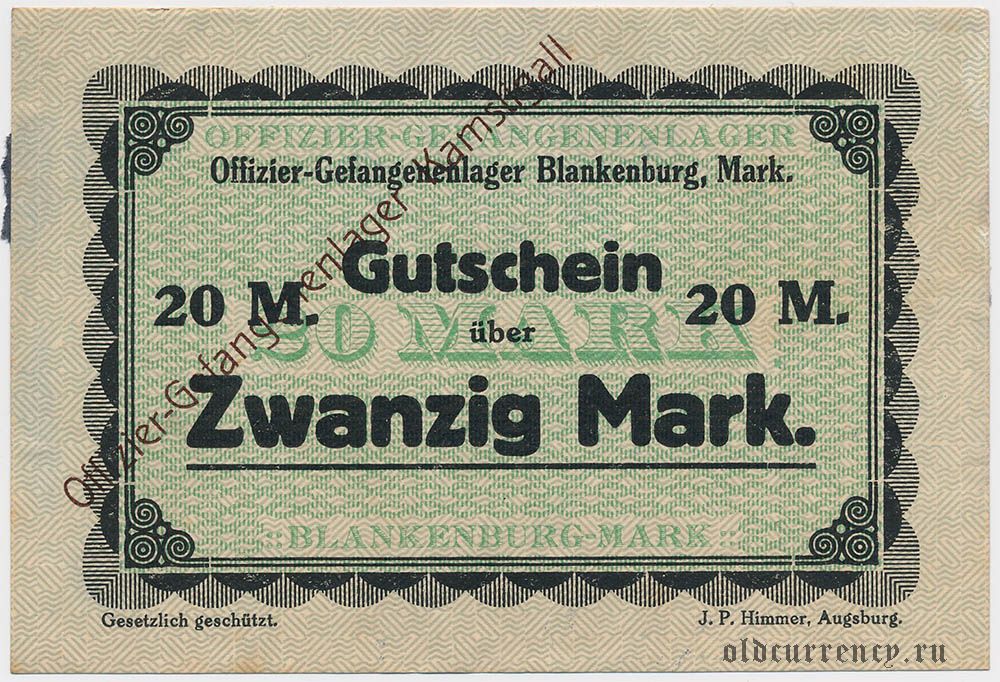 OFFIZIER-GEFANGENENLAGER
Offizier-Gefangenenlager Blankenburg, Mark.
Offizier-Gefangenenlager Kamstigall
Gutschein
20 M. 20 M.
20 MARK
über
Zwanzig Mark.
::BLANKENBURG-MARK::
Gesetzlich geschützt. J. P. Himmer, Augsburg.
oldcurrency.ru